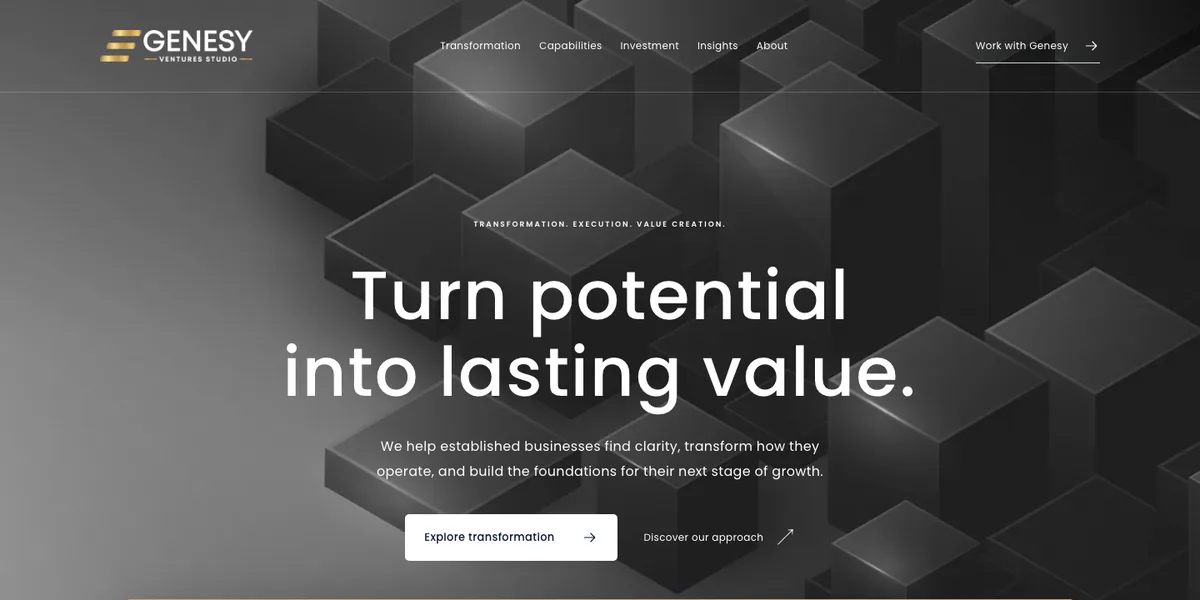 GENESY
VENTURES STUDIO
Transformation
Capabilities
Investment
Insights
About
Work with Genesy
TRANSFORMATION. EXECUTION. VALUE CREATION.
Turn potential
into lasting value.
We help established businesses find clarity, transform how they
operate, and build the foundations for their next stage of growth.
Explore transformation
Discover our approach